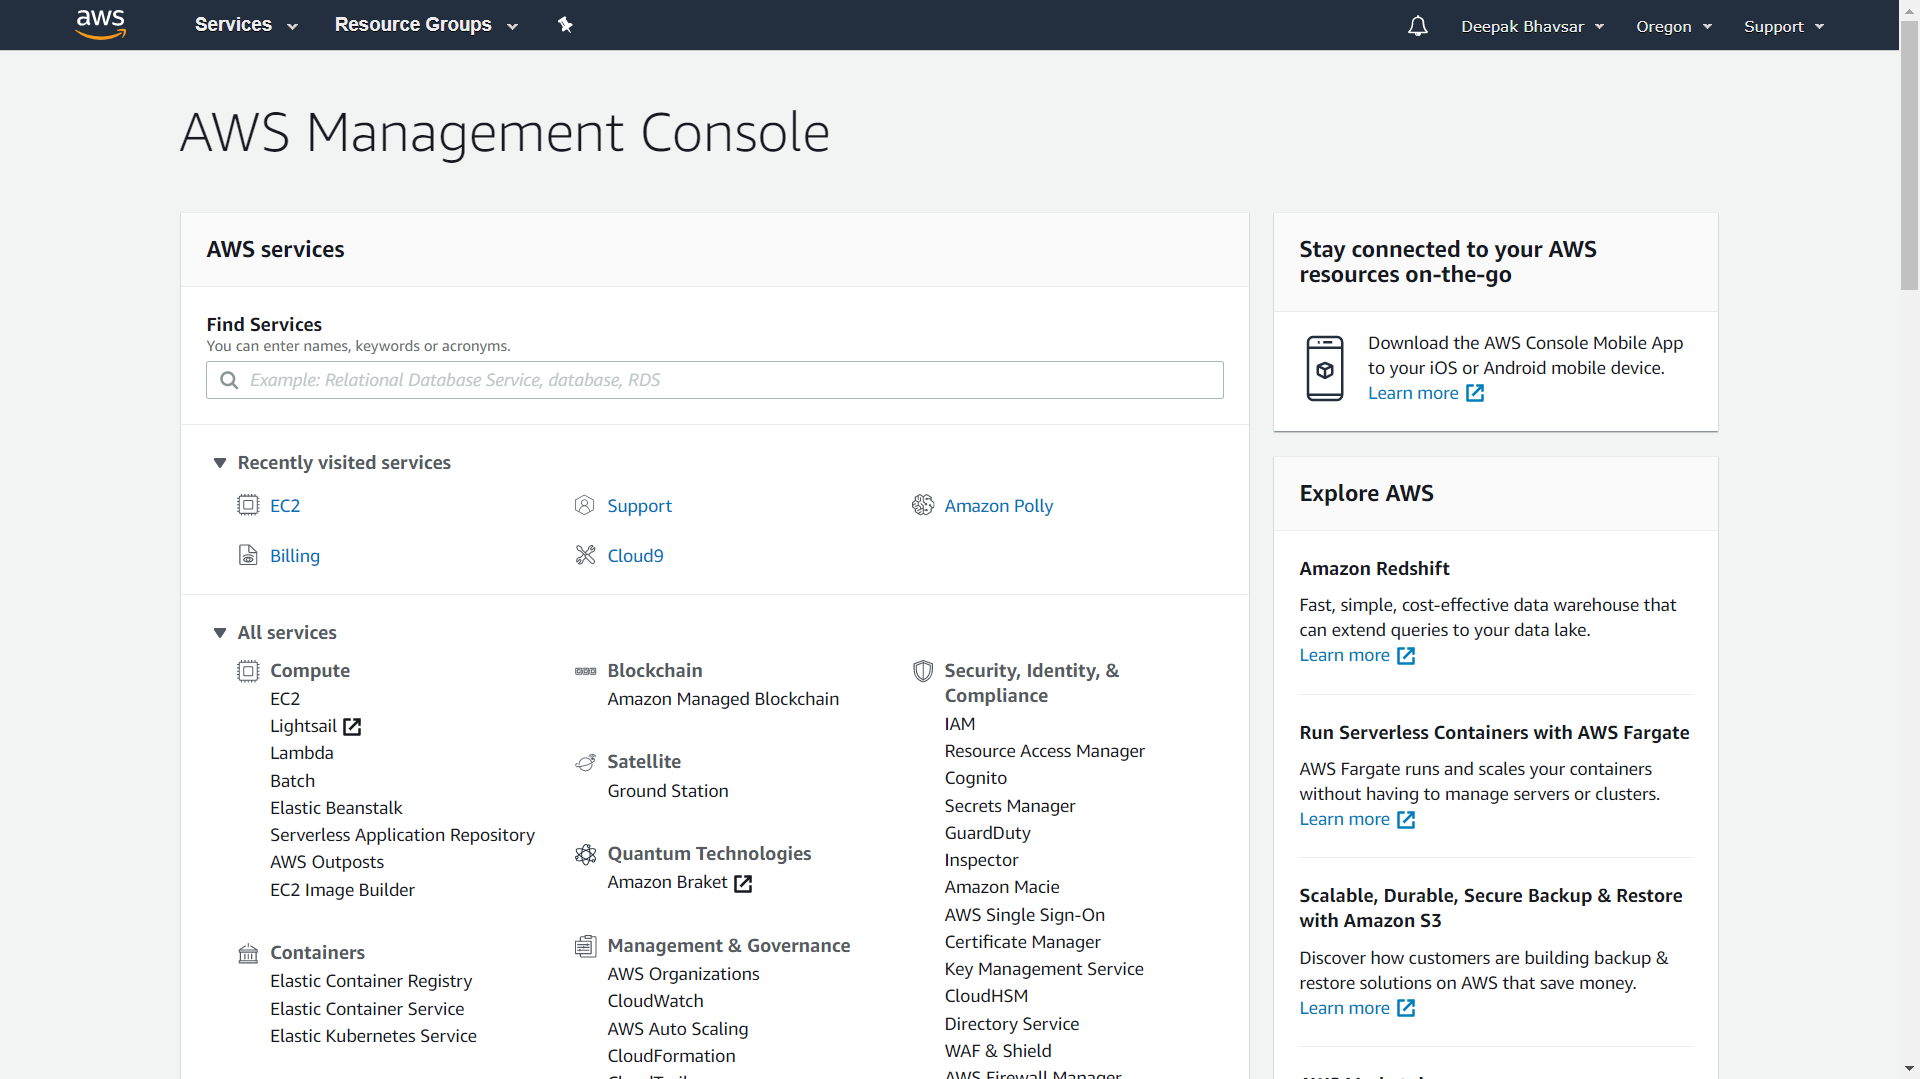 aws
Services
Resource Groups
Deepak Bhavsar
Oregon
Support
AWS Management Console
AWS services
Find Services
You can enter names, keywords or acronyms.
Example: Relational Database Service, database, RDS
Recently visited services
EC2
Support
Amazon Polly
Billing
Cloud9
All services
Compute
EC2
Lightsail
Lambda
Batch
Elastic Beanstalk
Serverless Application Repository
AWS Outposts
EC2 Image Builder
Containers
Elastic Container Registry
Elastic Container Service
Elastic Kubernetes Service
Blockchain
Amazon Managed Blockchain
Satellite
Ground Station
Quantum Technologies
Amazon Braket
Management & Governance
AWS Organizations
CloudWatch
AWS Auto Scaling
CloudFormation
Security, Identity, &
Compliance
IAM
Resource Access Manager
Cognito
Secrets Manager
GuardDuty
Inspector
Amazon Macie
AWS Single Sign-On
Certificate Manager
Key Management Service
CloudHSM
Directory Service
WAF & Shield
AWS Firewall Manager
Stay connected to your AWS
resources on-the-go
Download the AWS Console Mobile App
to your iOS or Android mobile device.
Learn more
Explore AWS
Amazon Redshift
Fast, simple, cost-effective data warehouse that
can extend queries to your data lake.
Learn more
Run Serverless Containers with AWS Fargate
AWS Fargate runs and scales your containers
without having to manage servers or clusters.
Learn more
Scalable, Durable, Secure Backup & Restore
with Amazon S3
Discover how customers are building backup &
restore solutions on AWS that save money.
Learn more